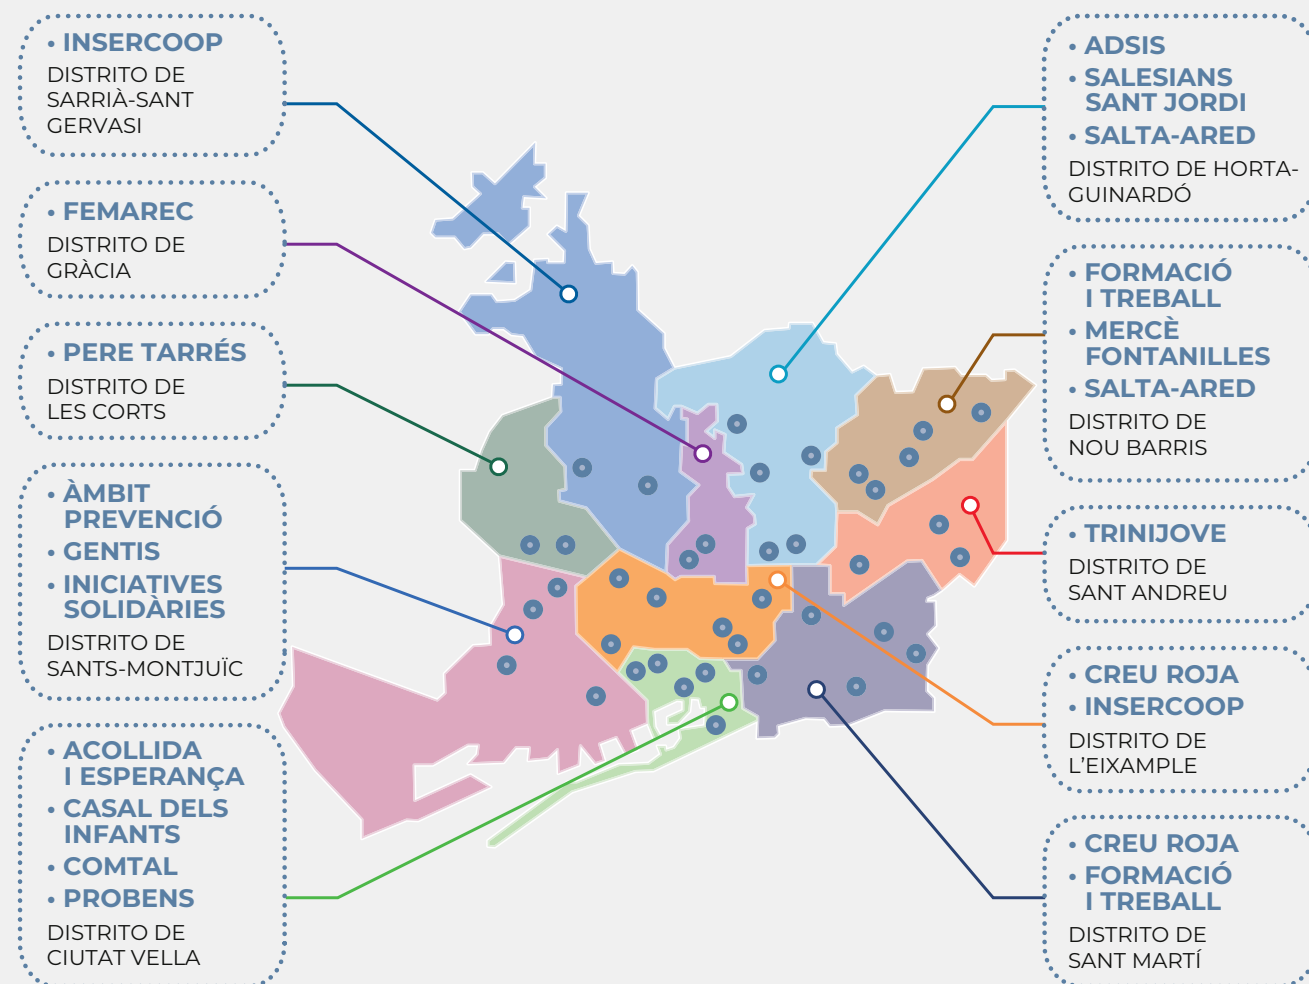 • INSERCOOP
DISTRITO DE
SARRIÀ-SANT
GERVASI
• FEMAREC
DISTRITO DE
GRÀCIA
• PERE TARRÉS
DISTRITO DE
LES CORTS
• ÀMBIT
PREVENCIÓ
• GENTIS
• INICIATIVES
SOLIDÀRIES
DISTRITO DE
SANTS-MONTJUÏC
• ACOLLIDA
I ESPERANÇA
• CASAL DELS
INFANTS
• COMTAL
• PROBENS
DISTRITO DE
CIUTAT VELLA
• ADSIS
• SALESIANS
SANT JORDI
• SALTA-ARED
DISTRITO DE HORTA-
GUINARDÓ
• FORMACIÓ
I TREBALL
• MERCÈ
FONTANILLES
• SALTA-ARED
DISTRITO DE
NOU BARRIS
• TRINIJOVE
DISTRITO DE
SANT ANDREU
• CREU ROJA
• INSERCOOP
DISTRITO DE
L’EIXAMPLE
• CREU ROJA
• FORMACIÓ
I TREBALL
DISTRITO DE
SANT MARTÍ